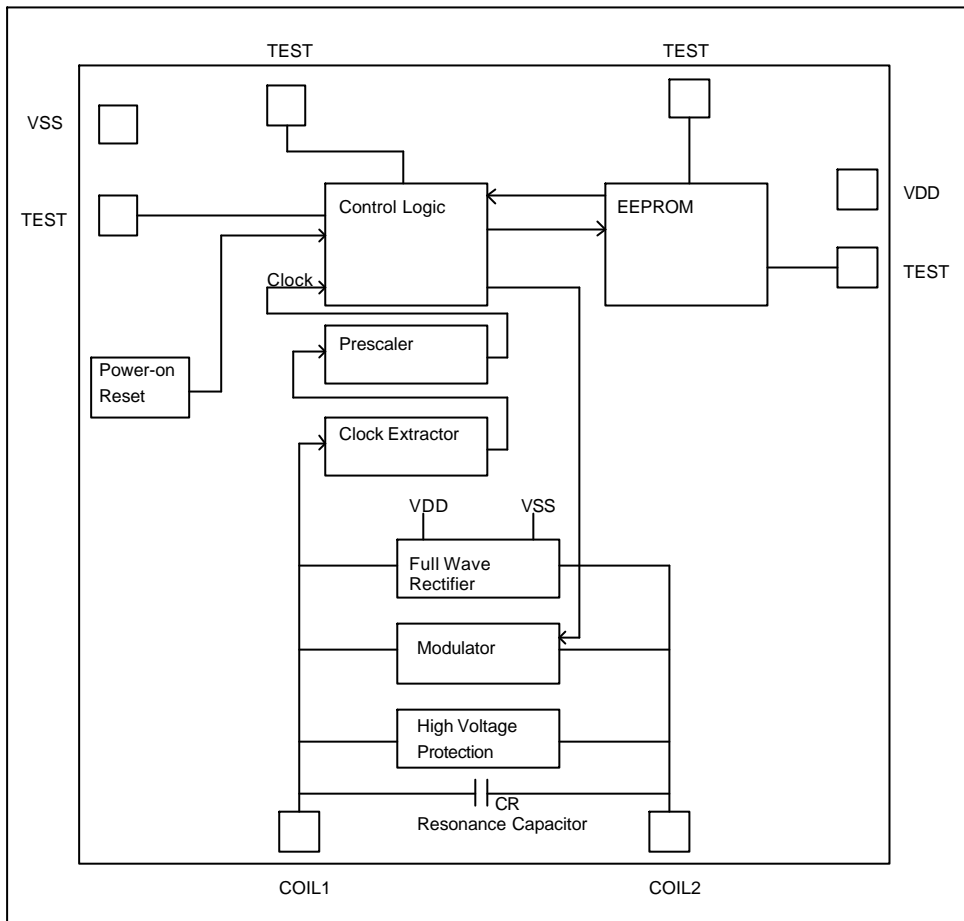 TEST
TEST
VSS
TEST
Control Logic
EEPROM
VDD
TEST
Clock
Prescaler
Power-on
Reset
Clock Extractor
VDD
VSS
Full Wave
Rectifier
Modulator
High Voltage
Protection
CR
Resonance Capacitor
COIL1
COIL2